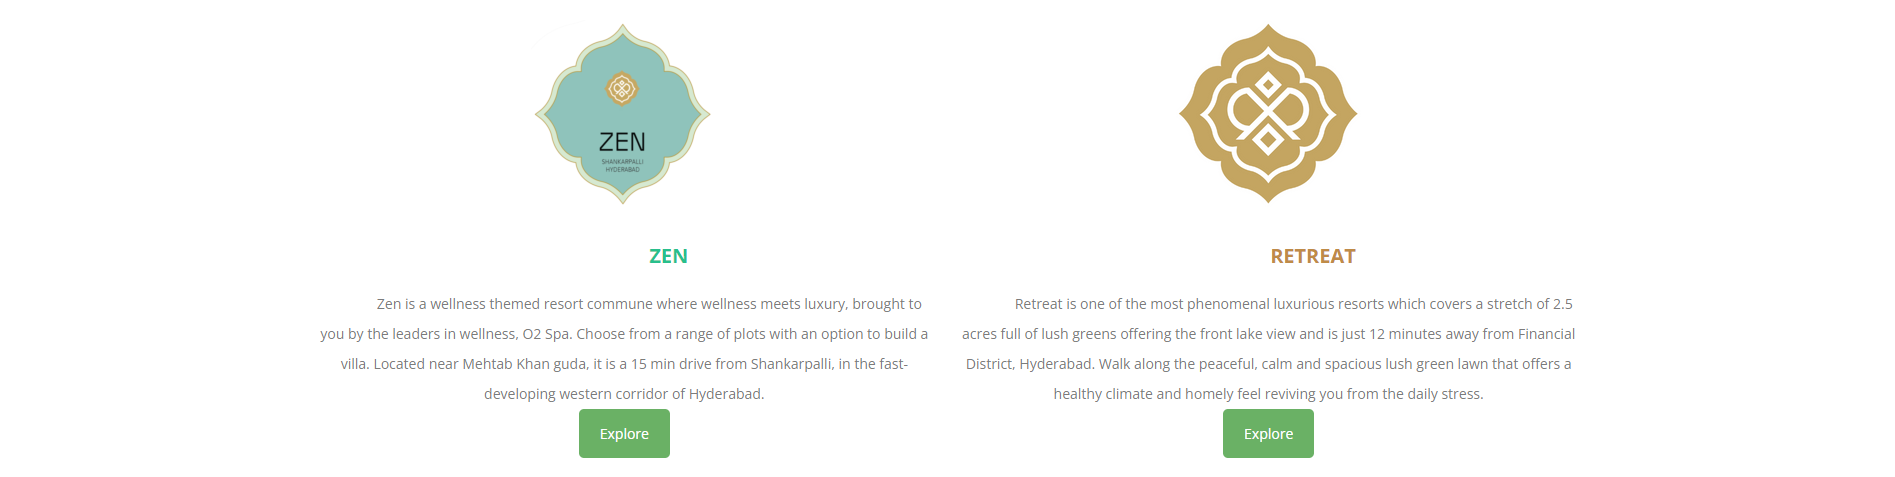 ZEN
SHANKARPALLI
HYDERABAD
ZEN
Zen is a wellness themed resort commune where wellness meets luxury, brought to
you by the leaders in wellness, O2 Spa. Choose from a range of plots with an option to build a
villa. Located near Mehtab Khan guda, it is a 15 min drive from Shankarpalli, in the fast-
developing western corridor of Hyderabad.
Explore
RETREAT
Retreat is one of the most phenomenal luxurious resorts which covers a stretch of 2.5
acres full of lush greens offering the front lake view and is just 12 minutes away from Financial
District, Hyderabad. Walk along the peaceful, calm and spacious lush green lawn that offers a
healthy climate and homely feel reviving you from the daily stress.
Explore